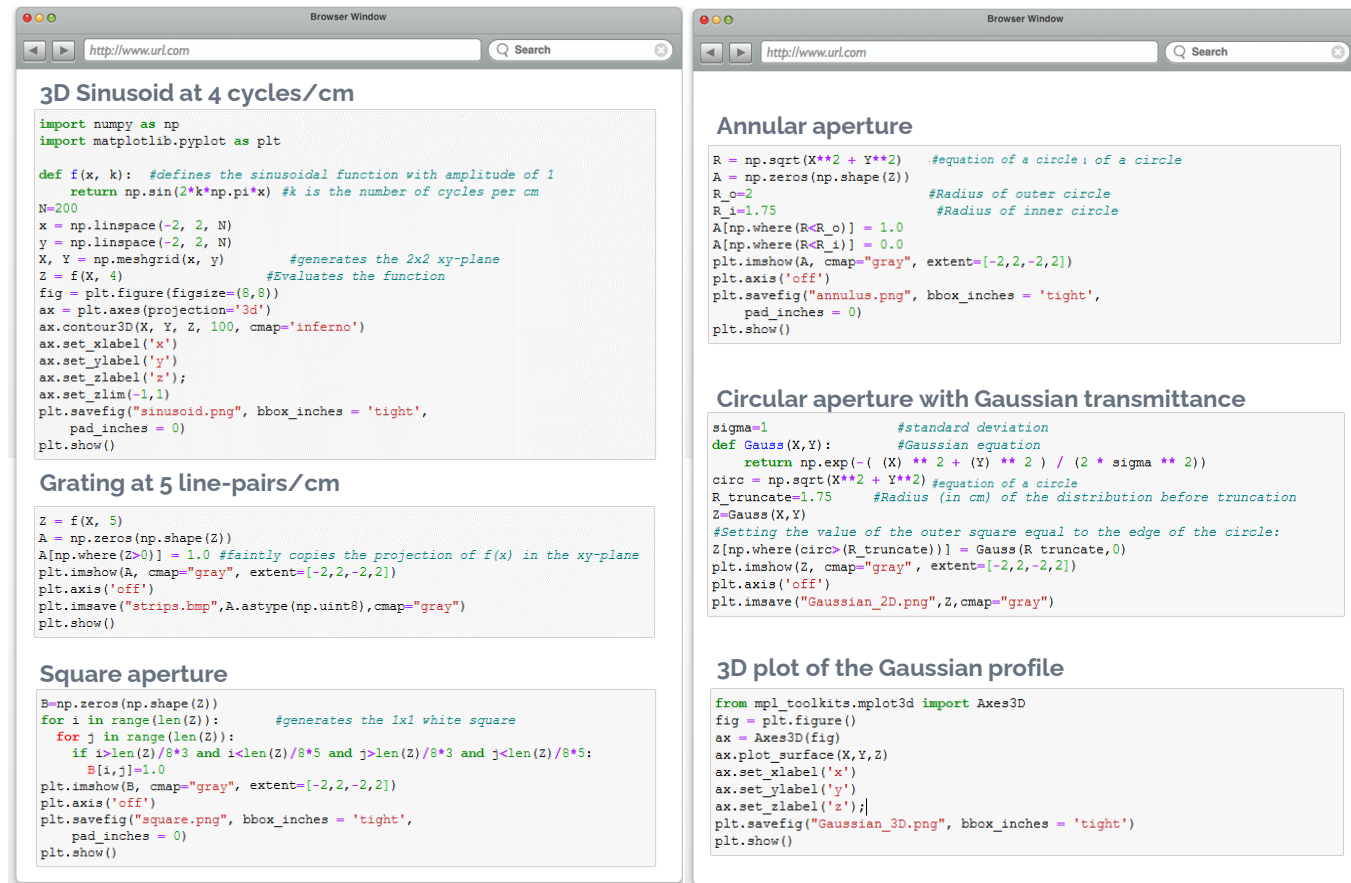 Browser Window
http://www.url.com
Search
3D Sinusoid at 4 cycles/cm
import numpy as np
import matplotlib.pyplot as plt
def f(x, k):  #defines the sinusoidal function with amplitude of 1
    return np.sin(2*k*np.pi*x) #k is the number of cycles per cm
N=200
x = np.linspace(-2, 2, N)
y = np.linspace(-2, 2, N)
X, Y = np.meshgrid(x, y)        #generates the 2x2 xy-plane
Z = f(X, 4)                  #Evaluates the function
fig = plt.figure(figsize=(8,8))
ax = plt.axes(projection='3d')
ax.contour3D(X, Y, Z, 100, cmap='inferno')
ax.set_xlabel('x')
ax.set_ylabel('y')
ax.set_zlabel('z');
ax.set_zlim(-1,1)
plt.savefig("sinusoid.png", bbox_inches = 'tight',
    pad_inches = 0)
plt.show()
Grating at 5 line-pairs/cm
Z = f(X, 5)
A = np.zeros(np.shape(Z))
A[np.where(Z>0)] = 1.0 #faintly copies the projection of f(x) in the xy-plane
plt.imshow(A, cmap="gray", extent=[-2,2,-2,2])
plt.axis('off')
plt.imsave("strips.bmp",A.astype(np.uint8),cmap="gray")
plt.show()
Square aperture
B=np.zeros(np.shape(Z))
for i in range(len(Z)):       #generates the 1x1 white square
  for j in range(len(Z)):
    if i>len(Z)/8*3 and i<len(Z)/8*5 and j>len(Z)/8*3 and j<len(Z)/8*5:
      B[i,j]=1.0
plt.imshow(B, cmap="gray", extent=[-2,2,-2,2])
plt.axis('off')
plt.savefig("square.png", bbox_inches = 'tight',
    pad_inches = 0)
plt.show()
Browser Window
http://www.url.com
Search
Annular aperture
R = np.sqrt(X**2 + Y**2)    #equation of a circle of a circle
A = np.zeros(np.shape(Z))
R_o=2                       #Radius of outer circle
R_i=1.75                     #Radius of inner circle
A[np.where(R<R_o)] = 1.0
A[np.where(R<R_i)] = 0.0
plt.imshow(A, cmap="gray", extent=[-2,2,-2,2])
plt.axis('off')
plt.savefig("annulus.png", bbox_inches = 'tight',
    pad_inches = 0)
plt.show()
Circular aperture with Gaussian transmittance
sigma=1                 #standard deviation
def Gauss(X,Y):         #Gaussian equation
    return np.exp(-( (X) ** 2 + (Y) ** 2 ) / (2 * sigma ** 2))
circ = np.sqrt(X**2 + Y**2) #equation of a circle
R_truncate=1.75      #Radius (in cm) of the distribution before truncation
Z=Gauss(X,Y)
#Setting the value of the outer square equal to the edge of the circle:
Z[np.where(circ>(R_truncate))] = Gauss(R truncate,0)
plt.imshow(Z, cmap="gray", extent=[-2,2,-2,2])
plt.axis('off')
plt.imsave("Gaussian_2D.png",Z,cmap="gray")
3D plot of the Gaussian profile
from mpl_toolkits.mplot3d import Axes3D
fig = plt.figure()
ax = Axes3D(fig)
ax.plot_surface(X,Y,Z)
ax.set_xlabel('x')
ax.set_ylabel('y')
ax.set_zlabel('z');
plt.savefig("Gaussian_3D.png", bbox_inches = 'tight')
plt.show()